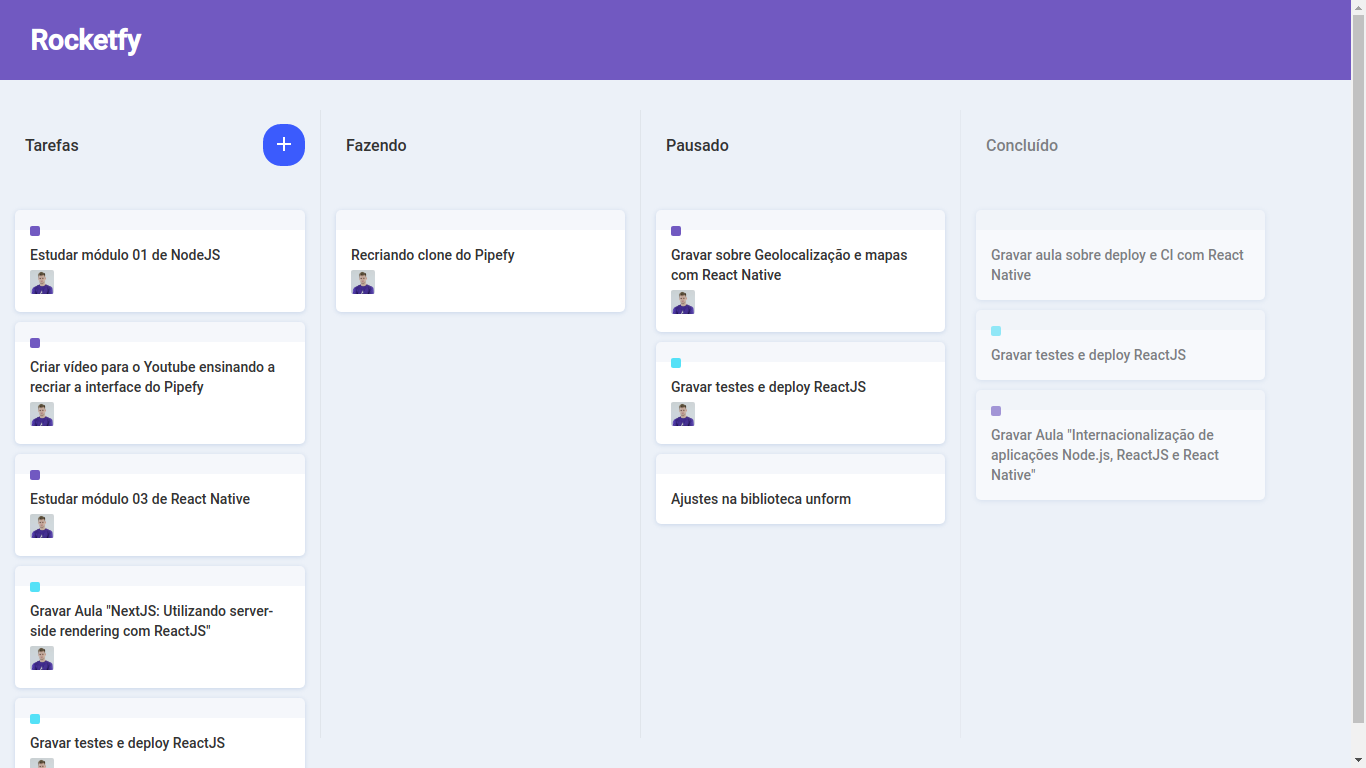 Rocketfy
Tarefas
Estudar módulo 01 de NodeJS
Criar vídeo para o Youtube ensinando a
recriar a interface do Pipefy
Estudar módulo 03 de React Native
Gravar Aula "NextJS: Utilizando server-
side rendering com ReactJS"
Gravar testes e deploy ReactJS
Fazendo
Recriando clone do Pipefy
Pausado
Gravar sobre Geolocalização e mapas
com React Native
Gravar testes e deploy ReactJS
Ajustes na biblioteca unform
Concluído
Gravar aula sobre deploy e CI com React
Native
Gravar testes e deploy ReactJS
Gravar Aula "Internacionalização de
aplicações Node.js, ReactJS e React
Native"